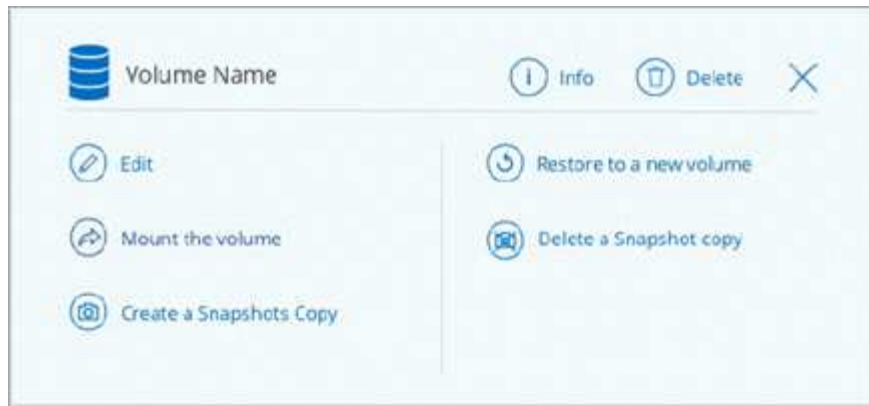 Volume Name
Info
Delete
Edit
Mount the volume
Create a Snapshots Copy
Restore to a new volume
Delete a Snapshot copy